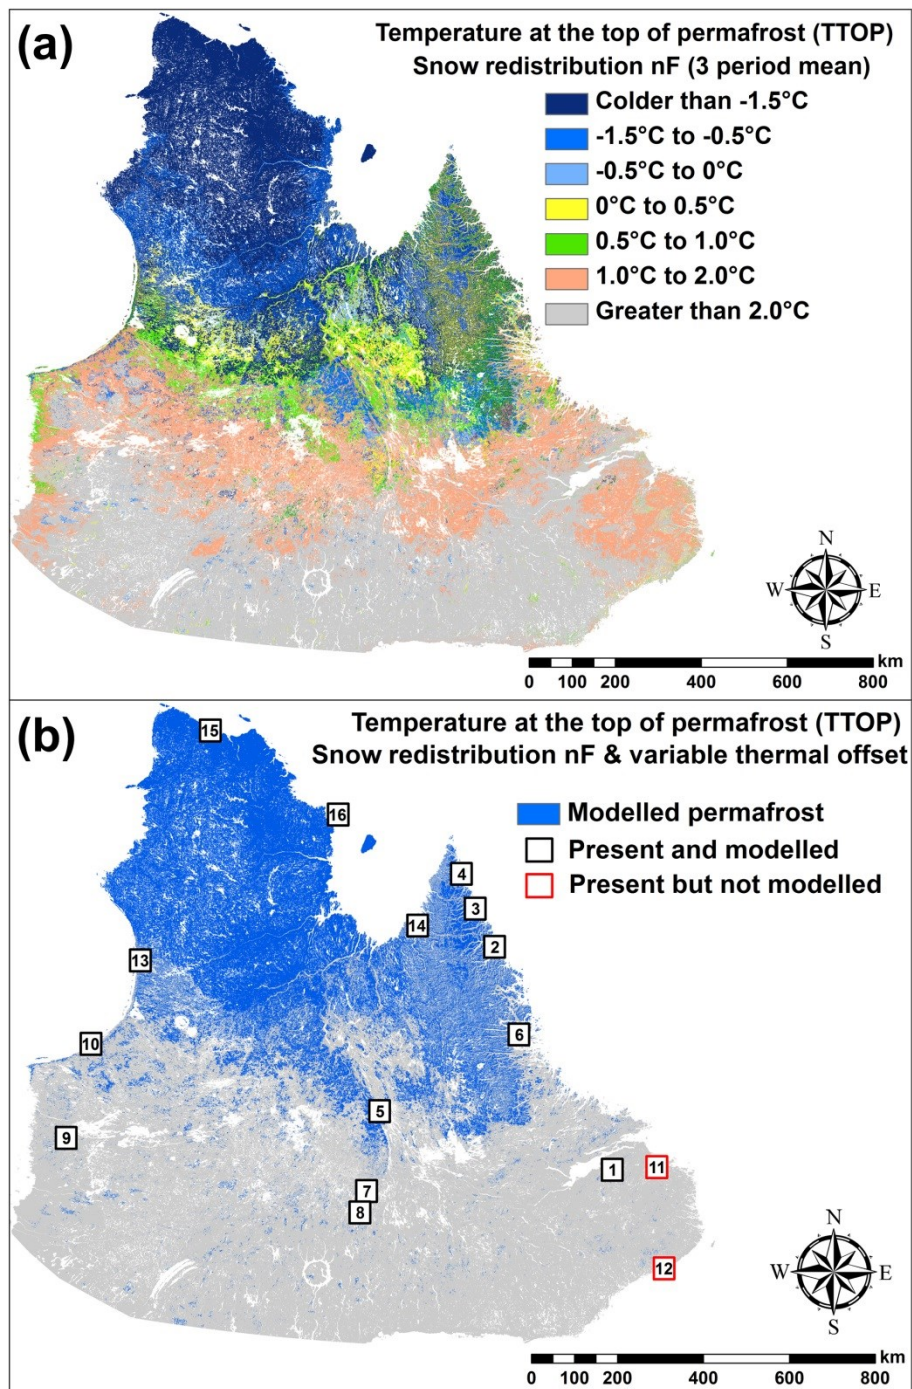 (a)
Temperature at the top of permafrost (TTOP)
Snow redistribution nF (3 period mean)
Colder than -1.5°C
-1.5°C to -0.5°C
-0.5°C to 0°C
0°C to 0.5°C
0.5°C to 1.0°C
1.0°C to 2.0°C
Greater than 2.0°C
N
W E
S
km
0 100 200 400 600 800
(b)
Temperature at the top of permafrost (TTOP)
Snow redistribution nF & variable thermal offset
Modelled permafrost
Present and modelled
Present but not modelled
15
16
4
3
14
2
13
6
10
5
9
1
11
7
8
12
N
W E
S
km
0 100 200 400 600 800